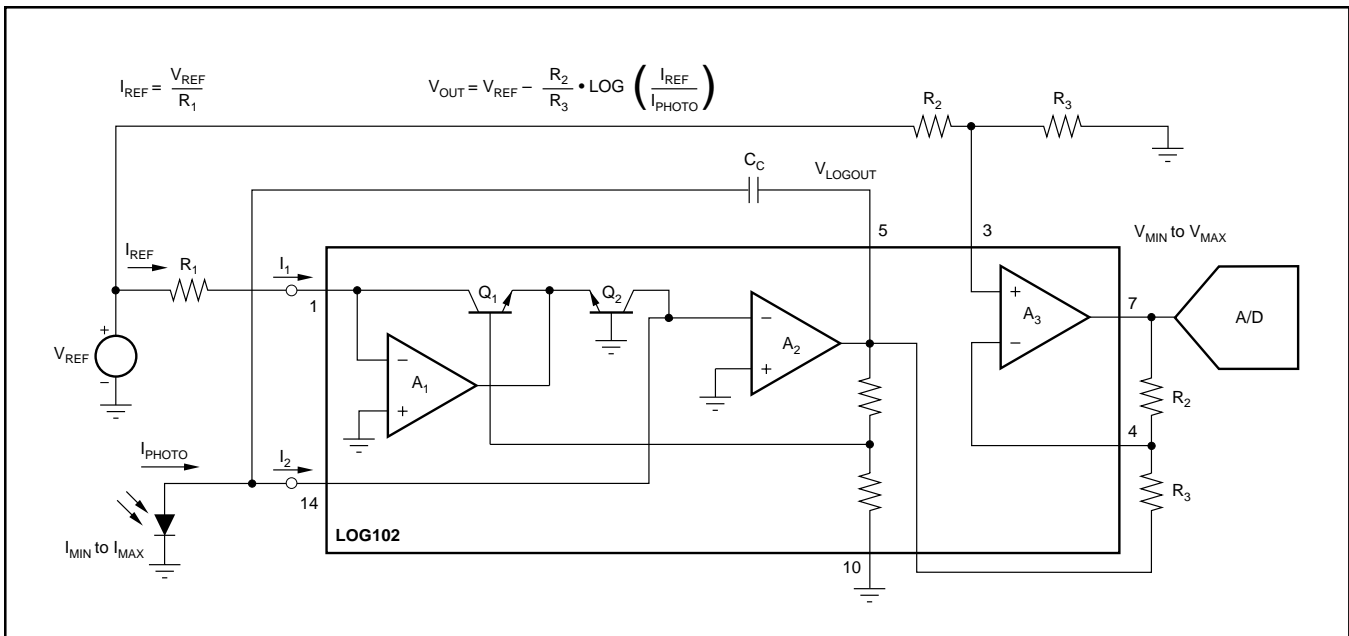 I_REF = V_REF / R_1
V_OUT = V_REF – R_2 / R_3 • LOG ( I_REF / I_PHOTO )
R_2
R_3
C_C
V_LOGOUT
5
3
V_MIN to V_MAX
I_REF
R_1
I_1
1
Q_1
Q_2
+
V_REF
–
–
A_1
+
–
A_2
+
+
A_3
–
7
A/D
R_2
4
R_3
I_PHOTO
I_2
14
I_MIN to I_MAX
LOG102
10